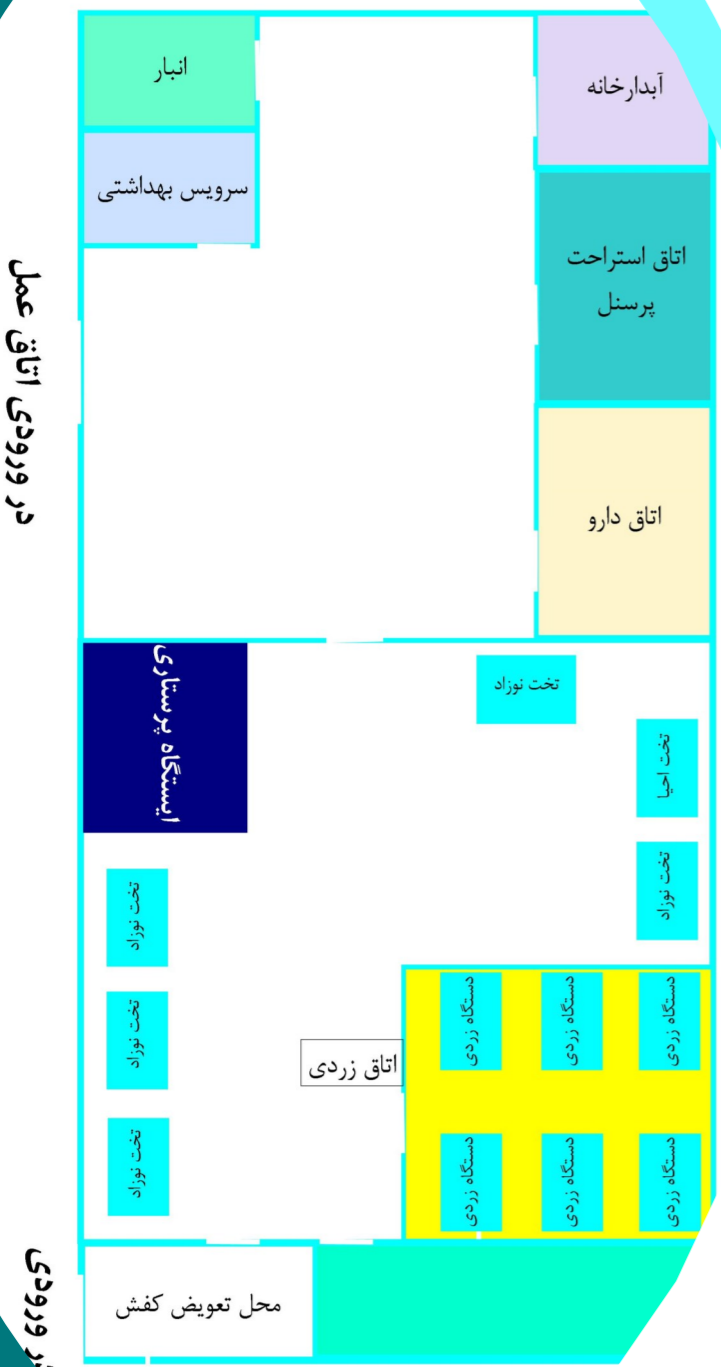 انبار
آبدارخانه
سرویس بهداشتی
اتاق استراحت
پرسنل
در ورودی اتاق عمل
اتاق دارو
ایستگاه پرستاری
تخت نوزاد
تخت احیا
تخت نوزاد
تخت نوزاد
تخت نوزاد
تخت نوزاد
اتاق زردی
دستگاه زردی
دستگاه زردی
دستگاه زردی
دستگاه زردی
دستگاه زردی
دستگاه زردی
محل تعویض کفش
ورودی